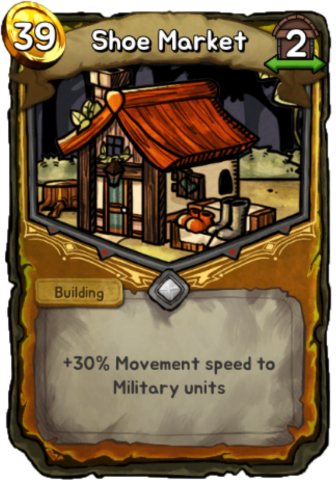 39
Shoe Market
2
Building
+30% Movement speed to
Military units